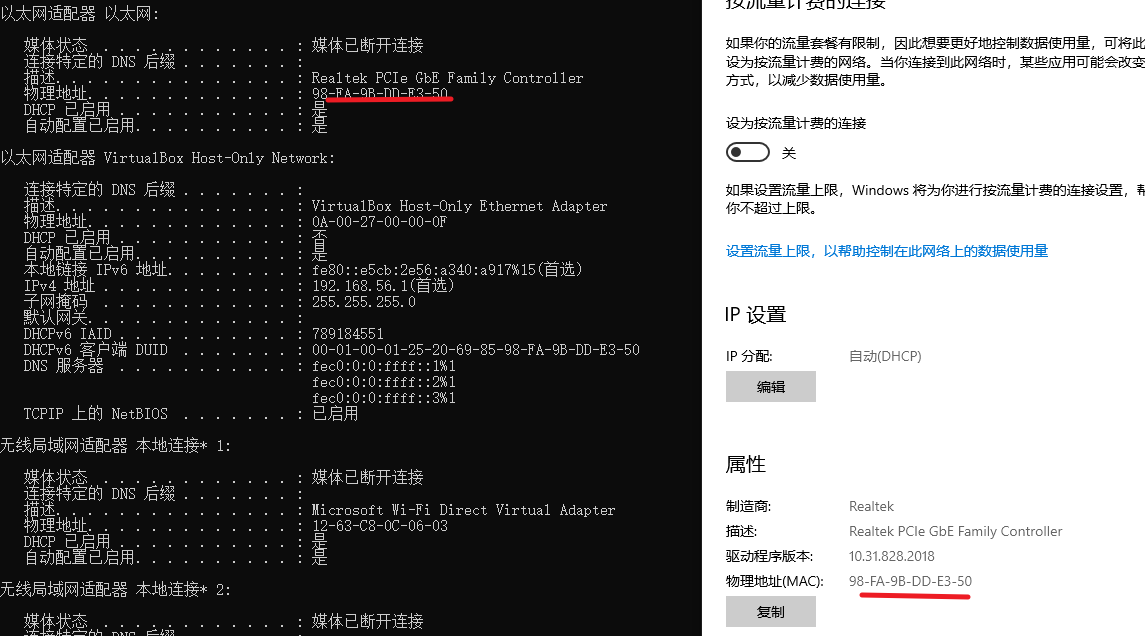 以太网适配器 以太网:
媒体状态 . . . . . . . . . . . . : 媒体已断开连接
连接特定的 DNS 后缀 . . . . . . . :
描述. . . . . . . . . . . . . . . : Realtek PCIe GbE Family Controller
物理地址. . . . . . . . . . . . . : 98-FA-9B-DD-E3-50
DHCP 已启用 . . . . . . . . . . . : 是
自动配置已启用. . . . . . . . . . : 是
以太网适配器 VirtualBox Host-Only Network:
连接特定的 DNS 后缀 . . . . . . . :
描述. . . . . . . . . . . . . . . : VirtualBox Host-Only Ethernet Adapter
物理地址. . . . . . . . . . . . . : 0A-00-27-00-00-0F
DHCP 已启用 . . . . . . . . . . . : 否
自动配置已启用. . . . . . . . . . : 是
本地链接 IPv6 地址. . . . . . . . : fe80::e5cb:2e56:a340:a917%15(首选)
IPv4 地址 . . . . . . . . . . . . : 192.168.56.1(首选)
子网掩码 . . . . . . . . . . . . : 255.255.255.0
默认网关. . . . . . . . . . . . . :
DHCPv6 IAID . . . . . . . . . . . : 789184551
DHCPv6 客户端 DUID . . . . . . . : 00-01-00-01-25-20-69-85-98-FA-9B-DD-E3-50
DNS 服务器 . . . . . . . . . . . : fec0:0:0:ffff::1%1
fec0:0:0:ffff::2%1
fec0:0:0:ffff::3%1
TCPIP 上的 NetBIOS . . . . . . . : 已启用
无线局域网适配器 本地连接* 1:
媒体状态 . . . . . . . . . . . . : 媒体已断开连接
连接特定的 DNS 后缀 . . . . . . . :
描述. . . . . . . . . . . . . . . : Microsoft Wi-Fi Direct Virtual Adapter
物理地址. . . . . . . . . . . . . : 12-63-C8-0C-06-03
DHCP 已启用 . . . . . . . . . . . : 是
自动配置已启用. . . . . . . . . . : 是
无线局域网适配器 本地连接* 2:
媒体状态 . . . . . . . . . . . . : 媒体已断开连接
连接特定的 DNS 后缀 . . . . . . . :
按流量计费的连接
如果你的流量套餐有限制，因此想要更好地控制数据使用量，可将此
设为按流量计费的网络。当你连接到此网络时，某些应用可能会改变
方式，以减少数据使用量。
设为按流量计费的连接
关
如果设置流量上限，Windows 将为你进行按流量计费的连接设置，帮
你不超过上限。
设置流量上限，以帮助控制在此网络上的数据使用量
IP 设置
IP 分配: 自动(DHCP)
编辑
属性
制造商: Realtek
描述: Realtek PCIe GbE Family Controller
驱动程序版本: 10.31.828.2018
物理地址(MAC): 98-FA-9B-DD-E3-50
复制